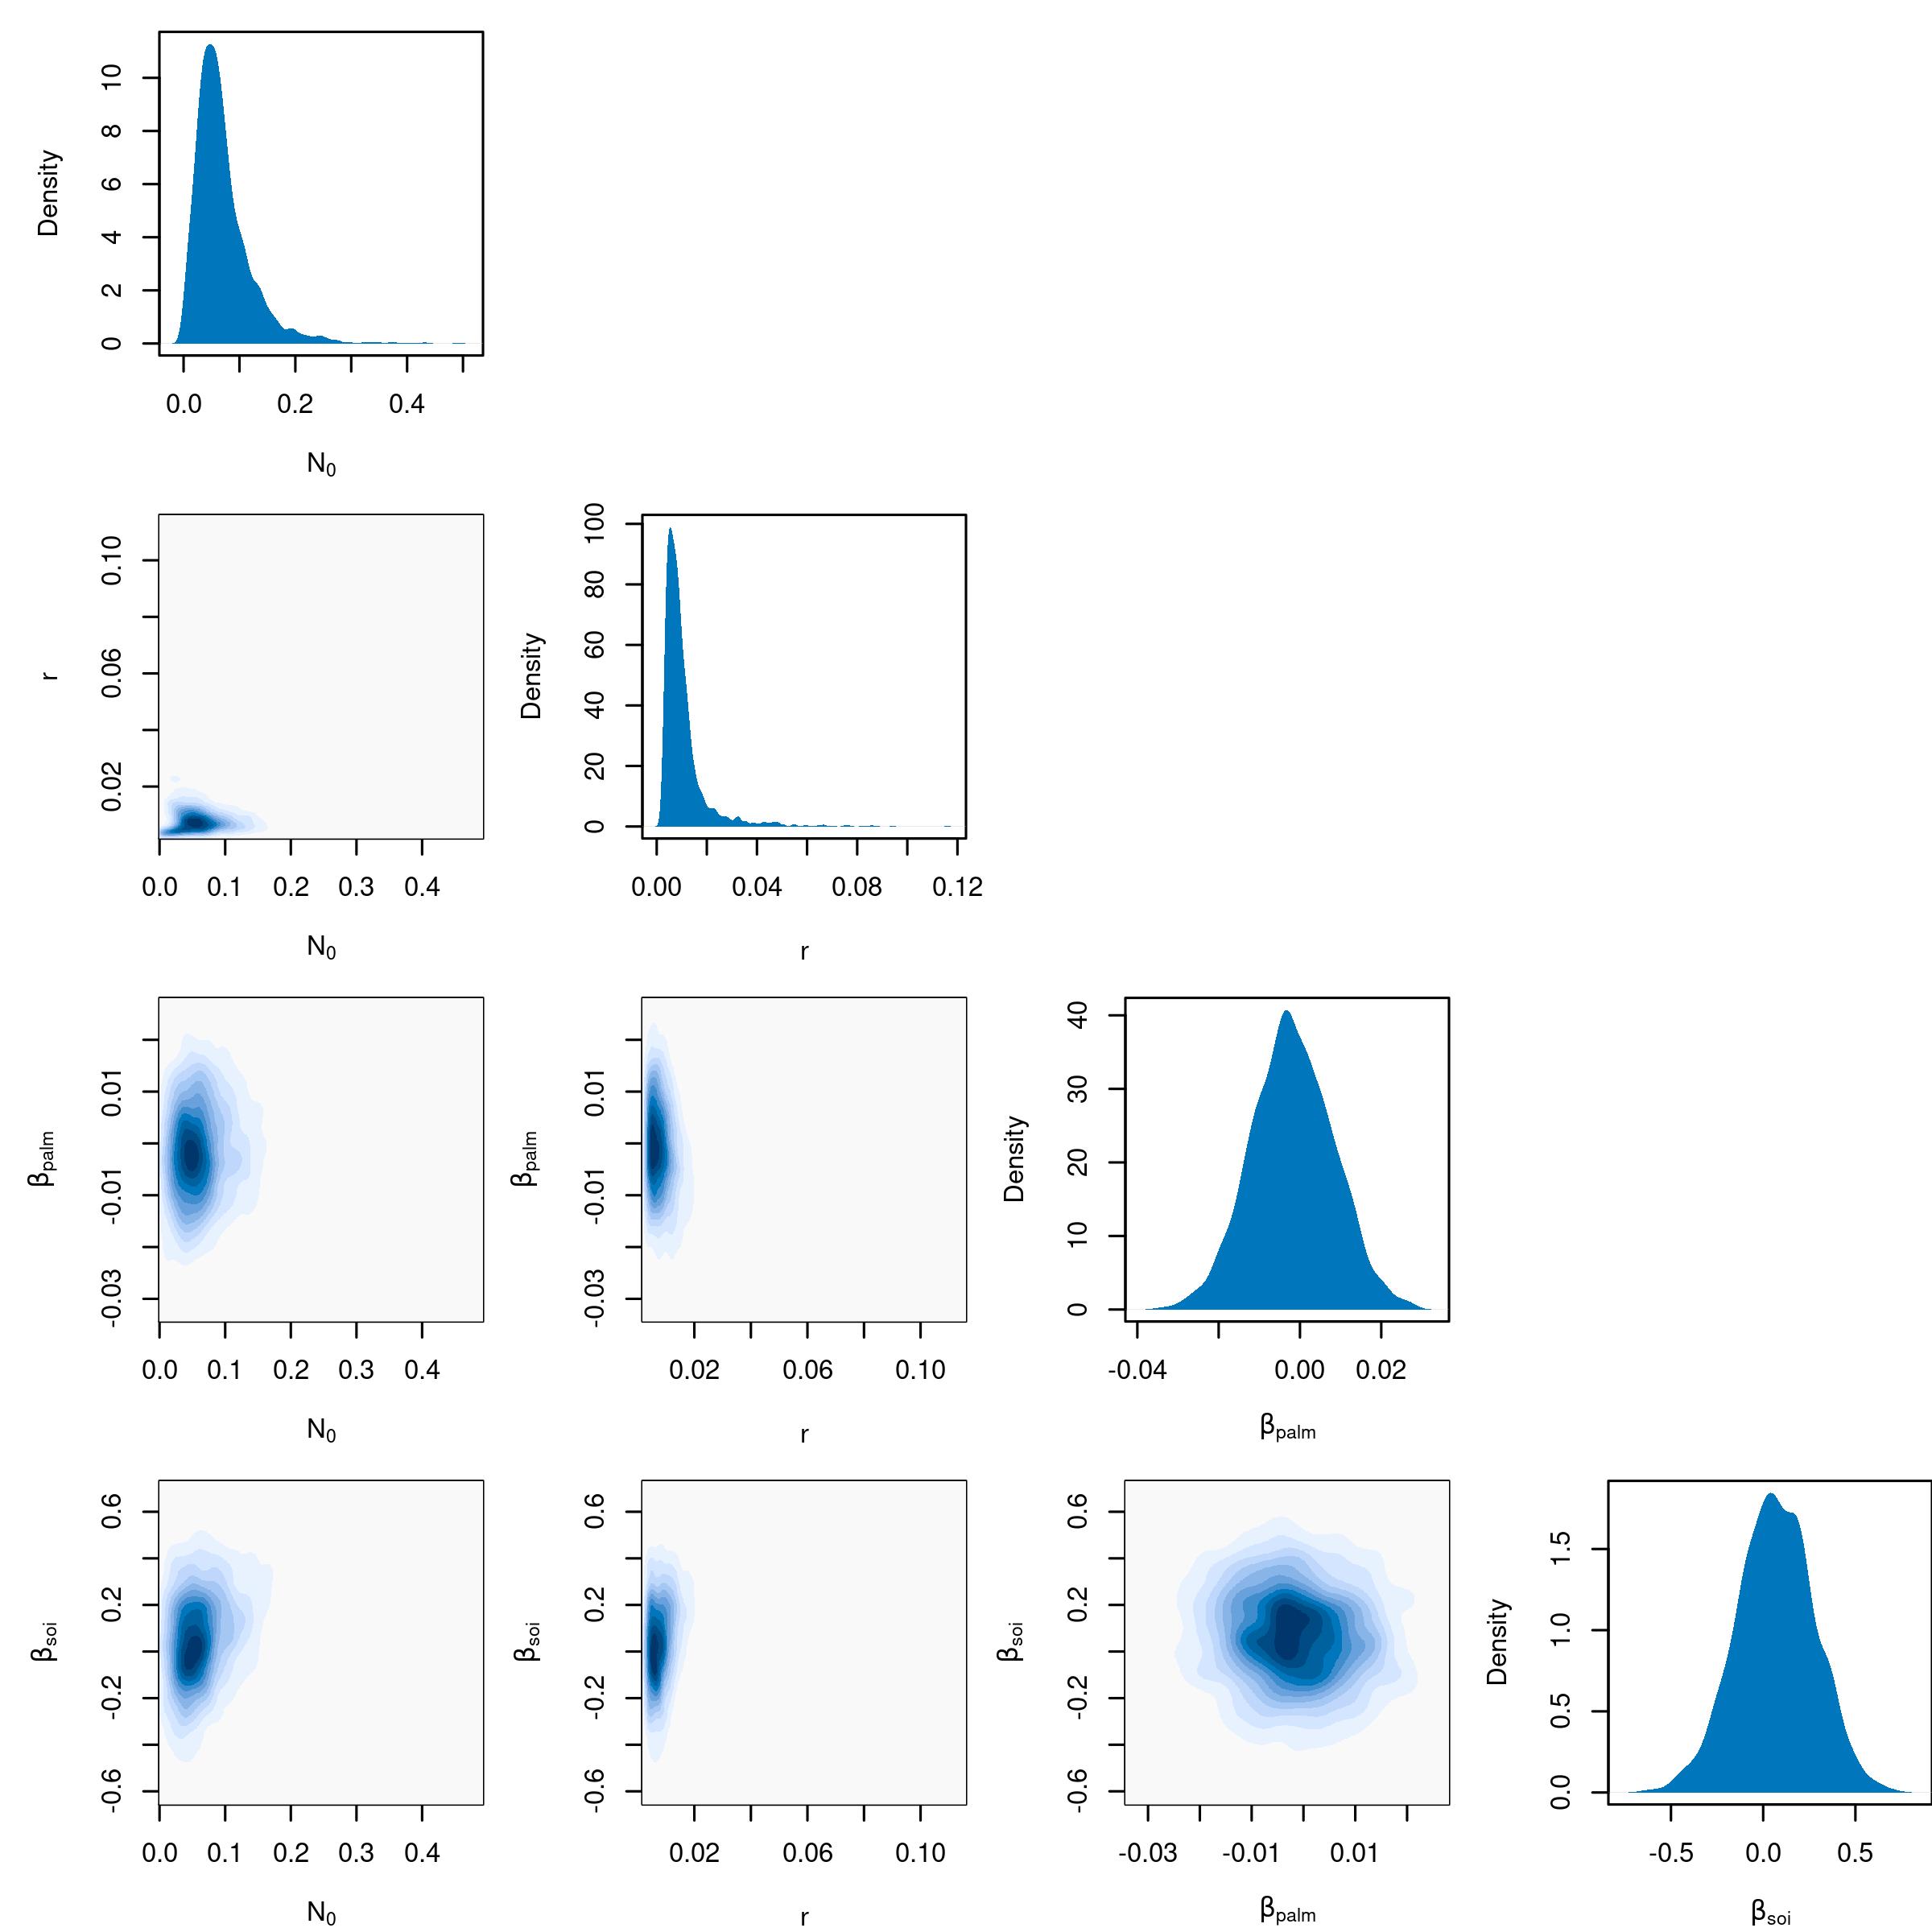 Density
0 2 4 6 8 10
0.0 0.2 0.4
N₀
r
0.02 0.06 0.10
0.0 0.1 0.2 0.3 0.4
N₀
Density
0 20 40 60 80 100
0.00 0.04 0.08 0.12
r
βpalm
-0.03 -0.01 0.01
0.0 0.1 0.2 0.3 0.4
N₀
βpalm
-0.03 -0.01 0.01
0.02 0.06 0.10
r
Density
0 10 20 30 40
-0.04 0.00 0.02
βpalm
βsoi
-0.6 -0.2 0.2 0.6
0.0 0.1 0.2 0.3 0.4
N₀
βsoi
-0.6 -0.2 0.2 0.6
0.02 0.06 0.10
r
βsoi
-0.6 -0.2 0.2 0.6
-0.03 -0.01 0.01
βpalm
Density
0.0 0.5 1.0 1.5
-0.5 0.0 0.5
βsoi